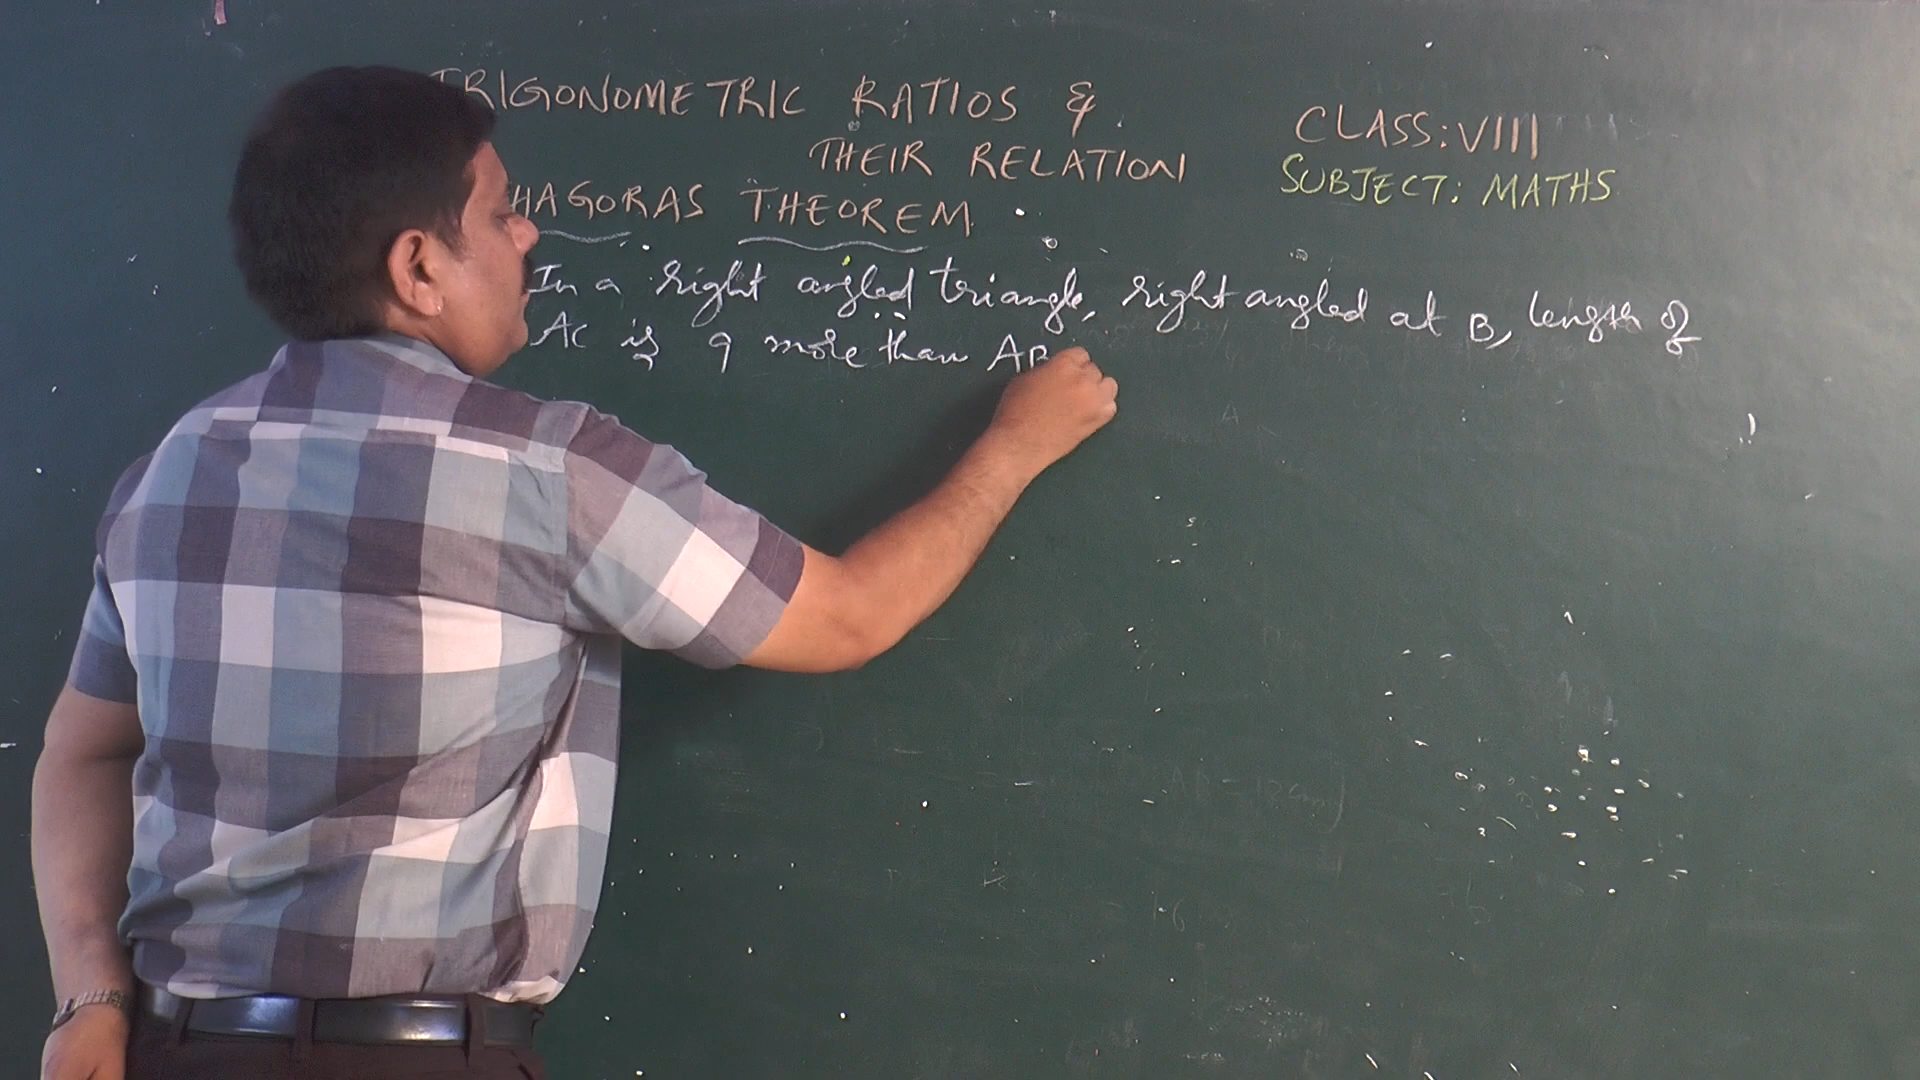 TRIGONOMETRIC RATIOS &
THEIR RELATION
HAGORAS THEOREM
CLASS: VIII
SUBJECT: MATHS
In a right angled triangle, right angled at B, length of
AC is 9 more than AB